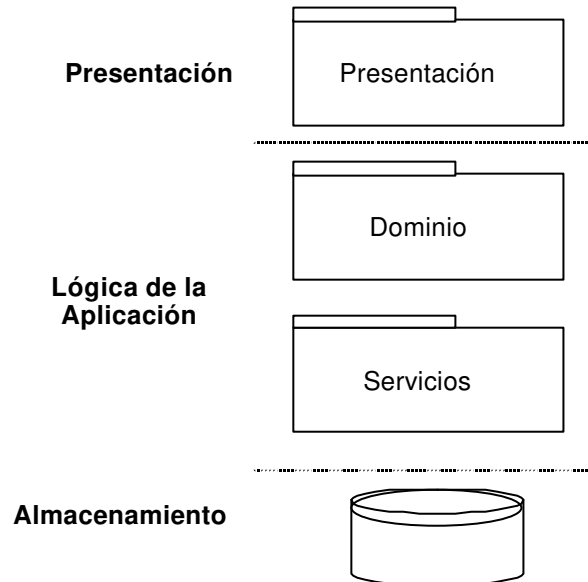 Presentación
Presentación
Dominio
Lógica de la
Aplicación
Servicios
Almacenamiento